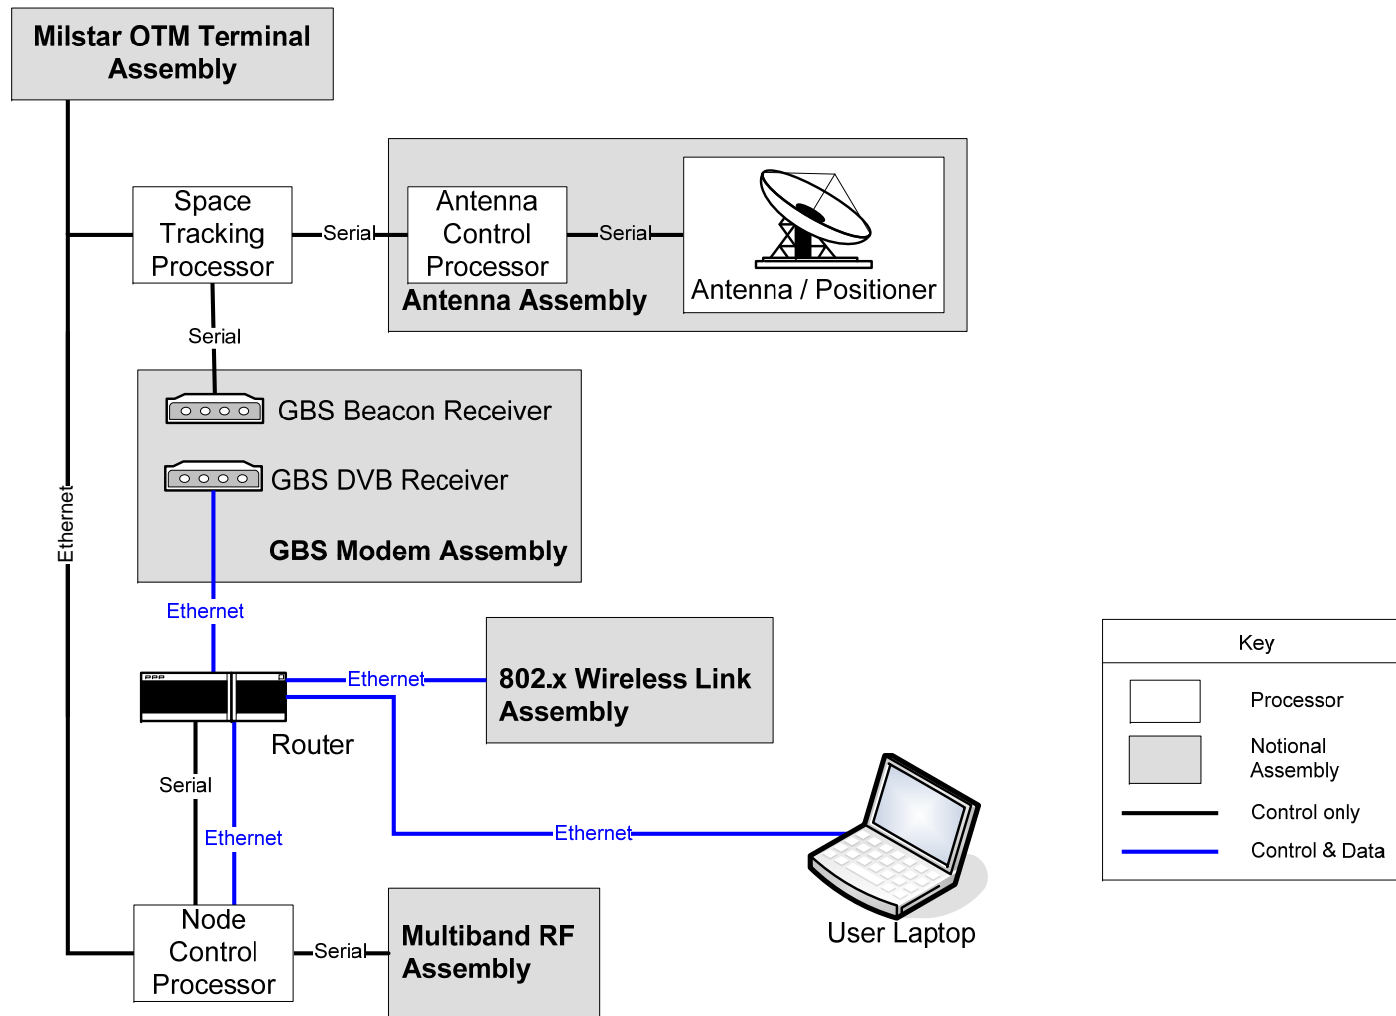 Milstar OTM Terminal
Assembly
Space
Tracking
Processor
Serial
Antenna
Control
Processor
Serial
Antenna / Positioner
Antenna Assembly
Serial
GBS Beacon Receiver
GBS DVB Receiver
GBS Modem Assembly
Ethernet
Ethernet
Ethernet
802.x Wireless Link
Assembly
Router
Serial
Ethernet
Ethernet
User Laptop
Node
Control
Processor
Serial
Multiband RF
Assembly
Key
Processor
Notional
Assembly
Control only
Control & Data